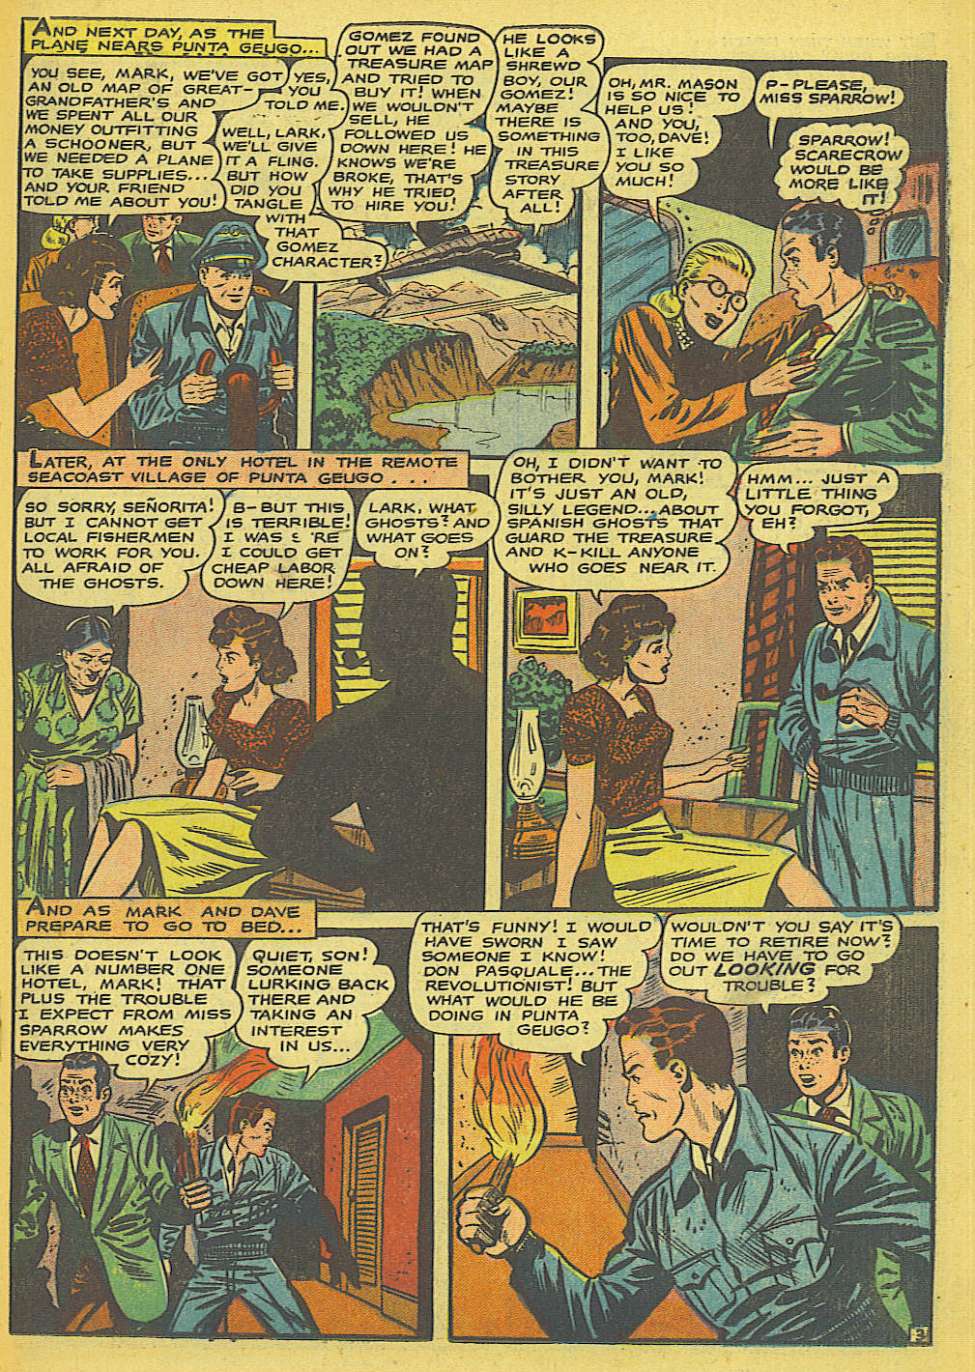 AND NEXT DAY, AS THE
PLANE NEARS PUNTA GEUGO...
YOU SEE, MARK, WE'VE GOT
AN OLD MAP OF GREAT-
GRANDFATHER'S AND
WE SPENT ALL OUR
MONEY OUTFITTING
A SCHOONER, BUT
WE NEEDED A PLANE
TO TAKE SUPPLIES...
AND YOUR FRIEND
TOLD ME ABOUT YOU!
YES,
YOU
TOLD ME.
WELL, LARK,
WE'LL GIVE
IT A FLING.
BUT HOW
DID YOU
TANGLE
WITH
THAT
GOMEZ
CHARACTER?
GOMEZ FOUND
OUT WE HAD A
TREASURE MAP
AND TRIED TO
BUY IT! WHEN
WE WOULDN'T
SELL, HE
FOLLOWED US
DOWN HERE! HE
KNOWS WE'RE
BROKE, THAT'S
WHY HE TRIED
TO HIRE YOU!
HE LOOKS
LIKE A
SHREWD
BOY, OUR
GOMEZ!
MAYBE
THERE IS
SOMETHING
IN THIS
TREASURE
STORY
AFTER
ALL!
OH, MR. MASON
IS SO NICE TO
HELP US!
AND YOU,
TOO, DAVE!
I LIKE
YOU SO
MUCH!
P-PLEASE,
MISS SPARROW!
SPARROW!
SCARECROW
WOULD BE
MORE LIKE
IT!
LATER, AT THE ONLY HOTEL IN THE REMOTE
SEACOAST VILLAGE OF PUNTA GEUGO . . .
SO SORRY, SEÑORITA!
BUT I CANNOT GET
LOCAL FISHERMEN
TO WORK FOR YOU.
ALL AFRAID OF
THE GHOSTS.
B-BUT THIS
IS TERRIBLE!
I WAS S 'RE
I COULD GET
CHEAP LABOR
DOWN HERE!
LARK, WHAT
GHOSTS? AND
WHAT GOES
ON?
OH, I DIDN'T WANT TO
BOTHER YOU, MARK!
IT'S JUST AN OLD,
SILLY LEGEND...ABOUT
SPANISH GHOSTS THAT
GUARD THE TREASURE
AND K-KILL ANYONE
WHO GOES NEAR IT.
HMM... JUST A
LITTLE THING
YOU FORGOT,
EH?
AND AS MARK AND DAVE
PREPARE TO GO TO BED...
THIS DOESN'T LOOK
LIKE A NUMBER ONE
HOTEL, MARK! THAT
PLUS THE TROUBLE
I EXPECT FROM MISS
SPARROW MAKES
EVERYTHING VERY
COZY!
QUIET, SON!
SOMEONE
LURKING BACK
THERE AND
TAKING AN
INTEREST
IN US...
THAT'S FUNNY! I WOULD
HAVE SWORN I SAW
SOMEONE I KNOW!
DON PASQUALE...THE
REVOLUTIONIST! BUT
WHAT WOULD HE BE
DOING IN PUNTA
GEUGO?
WOULDN'T YOU SAY IT'S
TIME TO RETIRE NOW?
DO WE HAVE TO GO
OUT LOOKING FOR
TROUBLE?
3